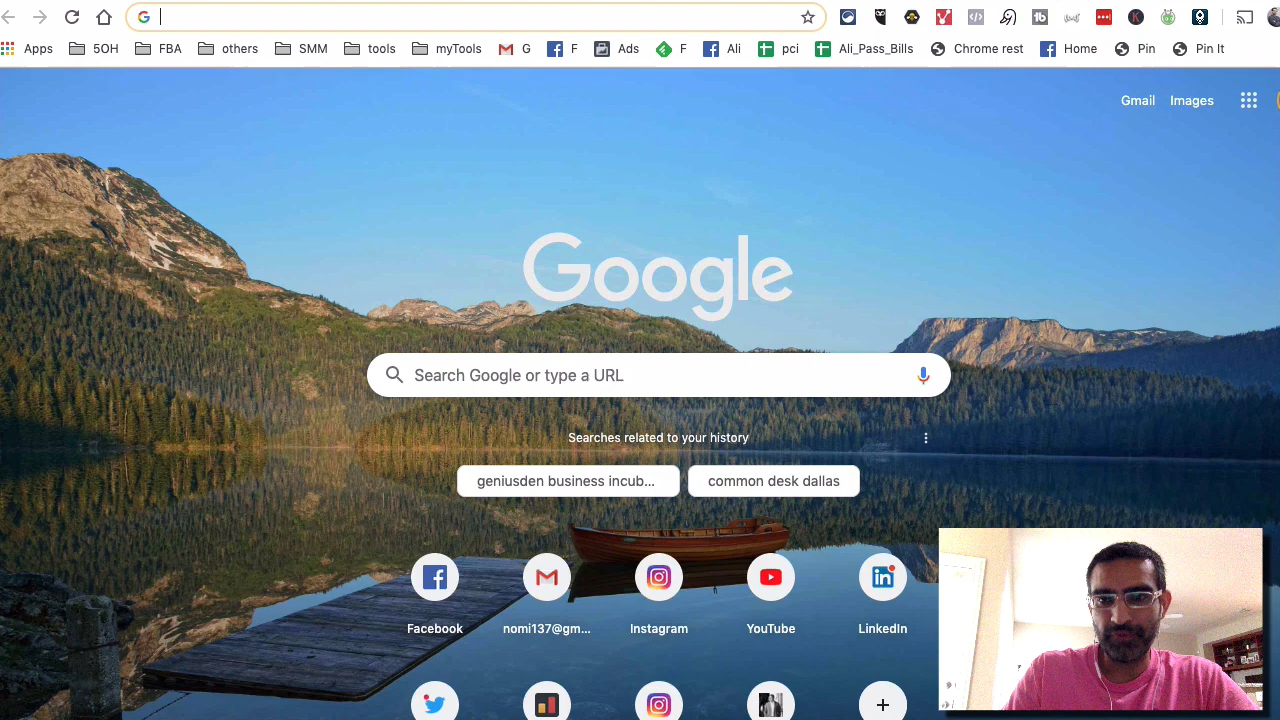 Apps 5OH FBA others SMM tools myTools G F Ads F Ali pci Ali_Pass_Bills Chrome rest Home Pin Pin It
Gmail Images
Google
Search Google or type a URL
Searches related to your history
geniusden business incub... common desk dallas
Facebook nomi137@gm... Instagram YouTube LinkedIn